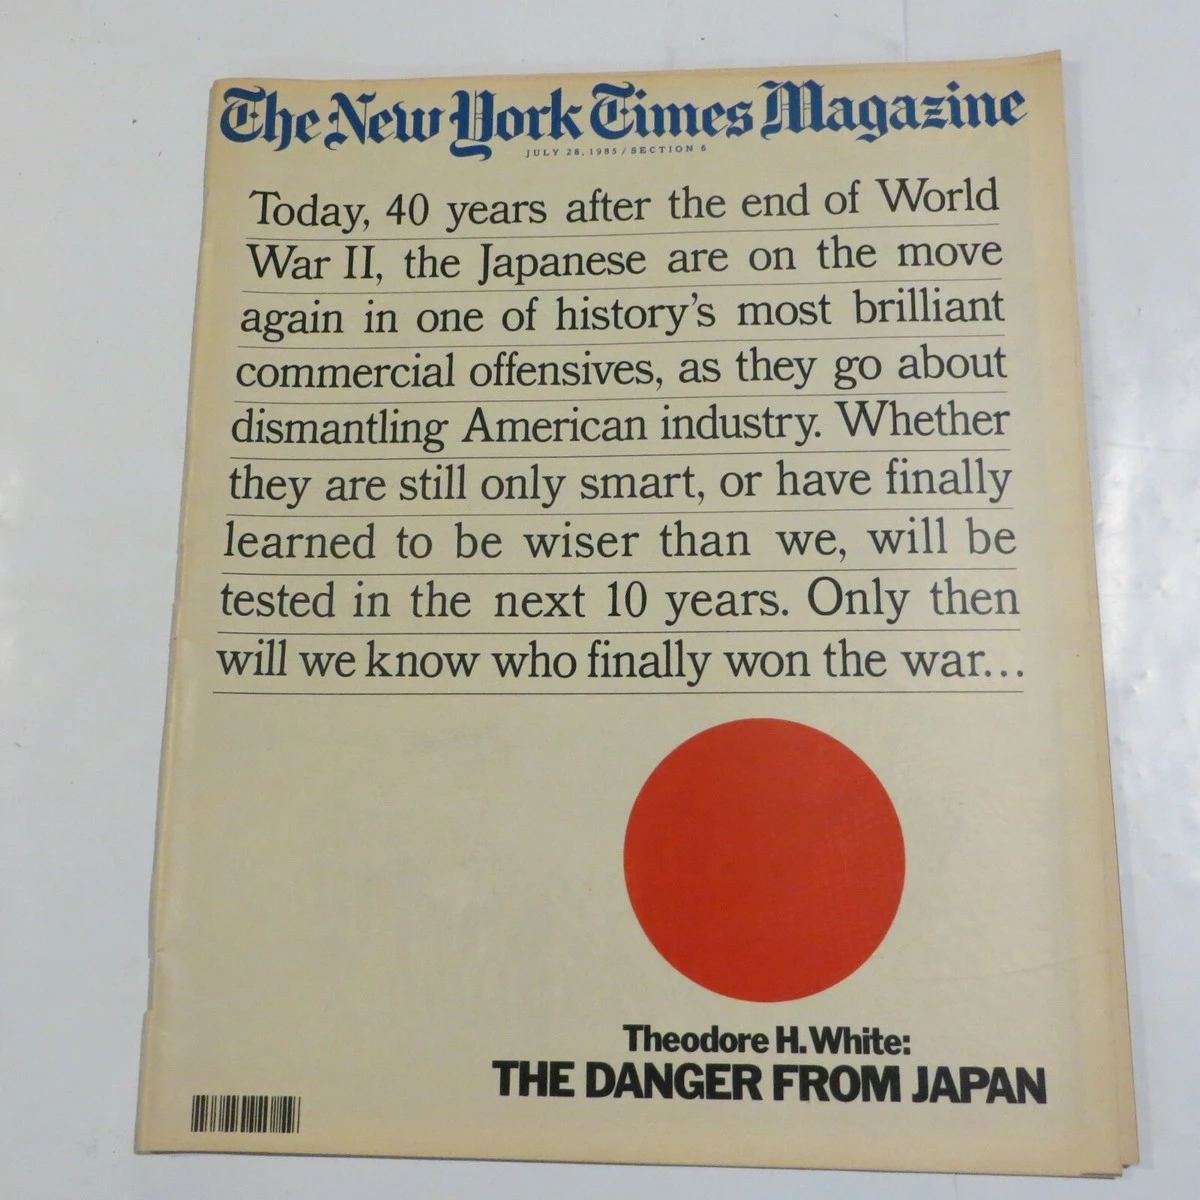 The New York Times Magazine
JULY 28, 1985 / SECTION 6
Today, 40 years after the end of World
War II, the Japanese are on the move
again in one of history's most brilliant
commercial offensives, as they go about
dismantling American industry. Whether
they are still only smart, or have finally
learned to be wiser than we, will be
tested in the next 10 years. Only then
will we know who finally won the war...
Theodore H. White:
THE DANGER FROM JAPAN